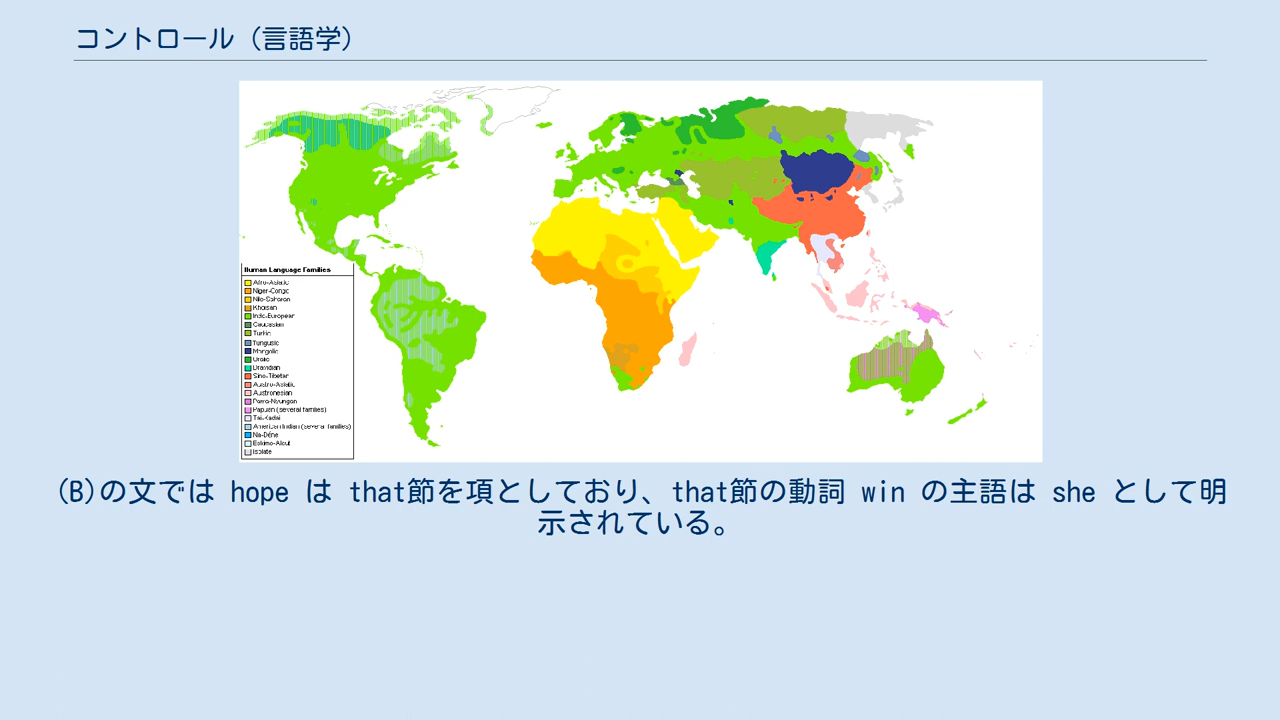 コントロール（言語学）
Human Language Families
Afro-Asiatic
Niger-Congo
Nilo-Saharan
Khoisan
Indo-European
Caucasian
Turkic
Tungusic
Mongolic
Uralic
Dravidian
Sino-Tibetan
Austro-Asiatic
Austronesian
Pama-Nyungan
Papuan (several families)
Tai-Kadai
American Indian (several families)
Na-Dene
Eskimo-Aleut
Isolate
(B)の文では hope は that節を項としており、that節の動詞 win の主語は she として明
示されている。